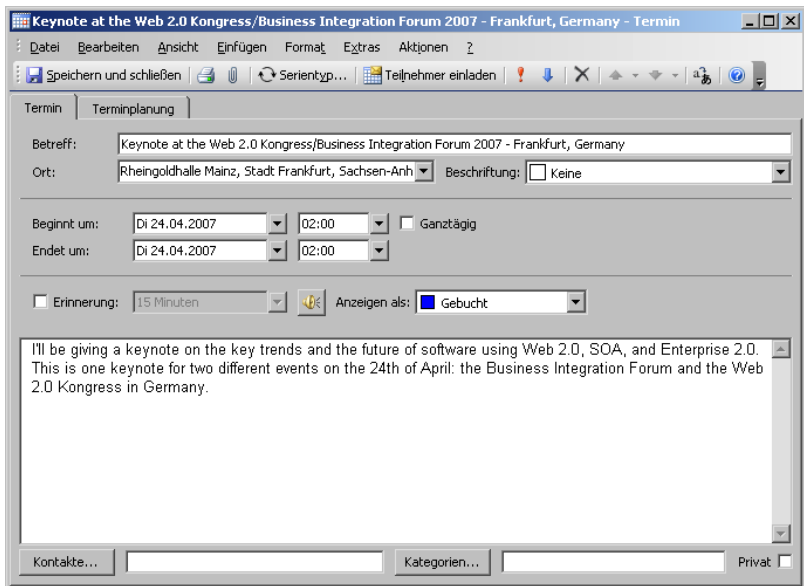 Keynote at the Web 2.0 Kongress/Business Integration Forum 2007 - Frankfurt, Germany - Termin
Datei Bearbeiten Ansicht Einfügen Format Extras Aktionen ?
Speichern und schließen Serientyp... Teilnehmer einladen
Termin Terminplanung
Betreff: Keynote at the Web 2.0 Kongress/Business Integration Forum 2007 - Frankfurt, Germany
Ort: Rheingoldhalle Mainz, Stadt Frankfurt, Sachsen-Anh Beschriftung: Keine
Beginnt um: Di 24.04.2007 02:00 Ganztägig
Endet um: Di 24.04.2007 02:00
Erinnerung: 15 Minuten Anzeigen als: Gebucht
I'll be giving a keynote on the key trends and the future of software using Web 2.0, SOA, and Enterprise 2.0.
This is one keynote for two different events on the 24th of April: the Business Integration Forum and the Web
2.0 Kongress in Germany.
Kontakte... Kategorien... Privat